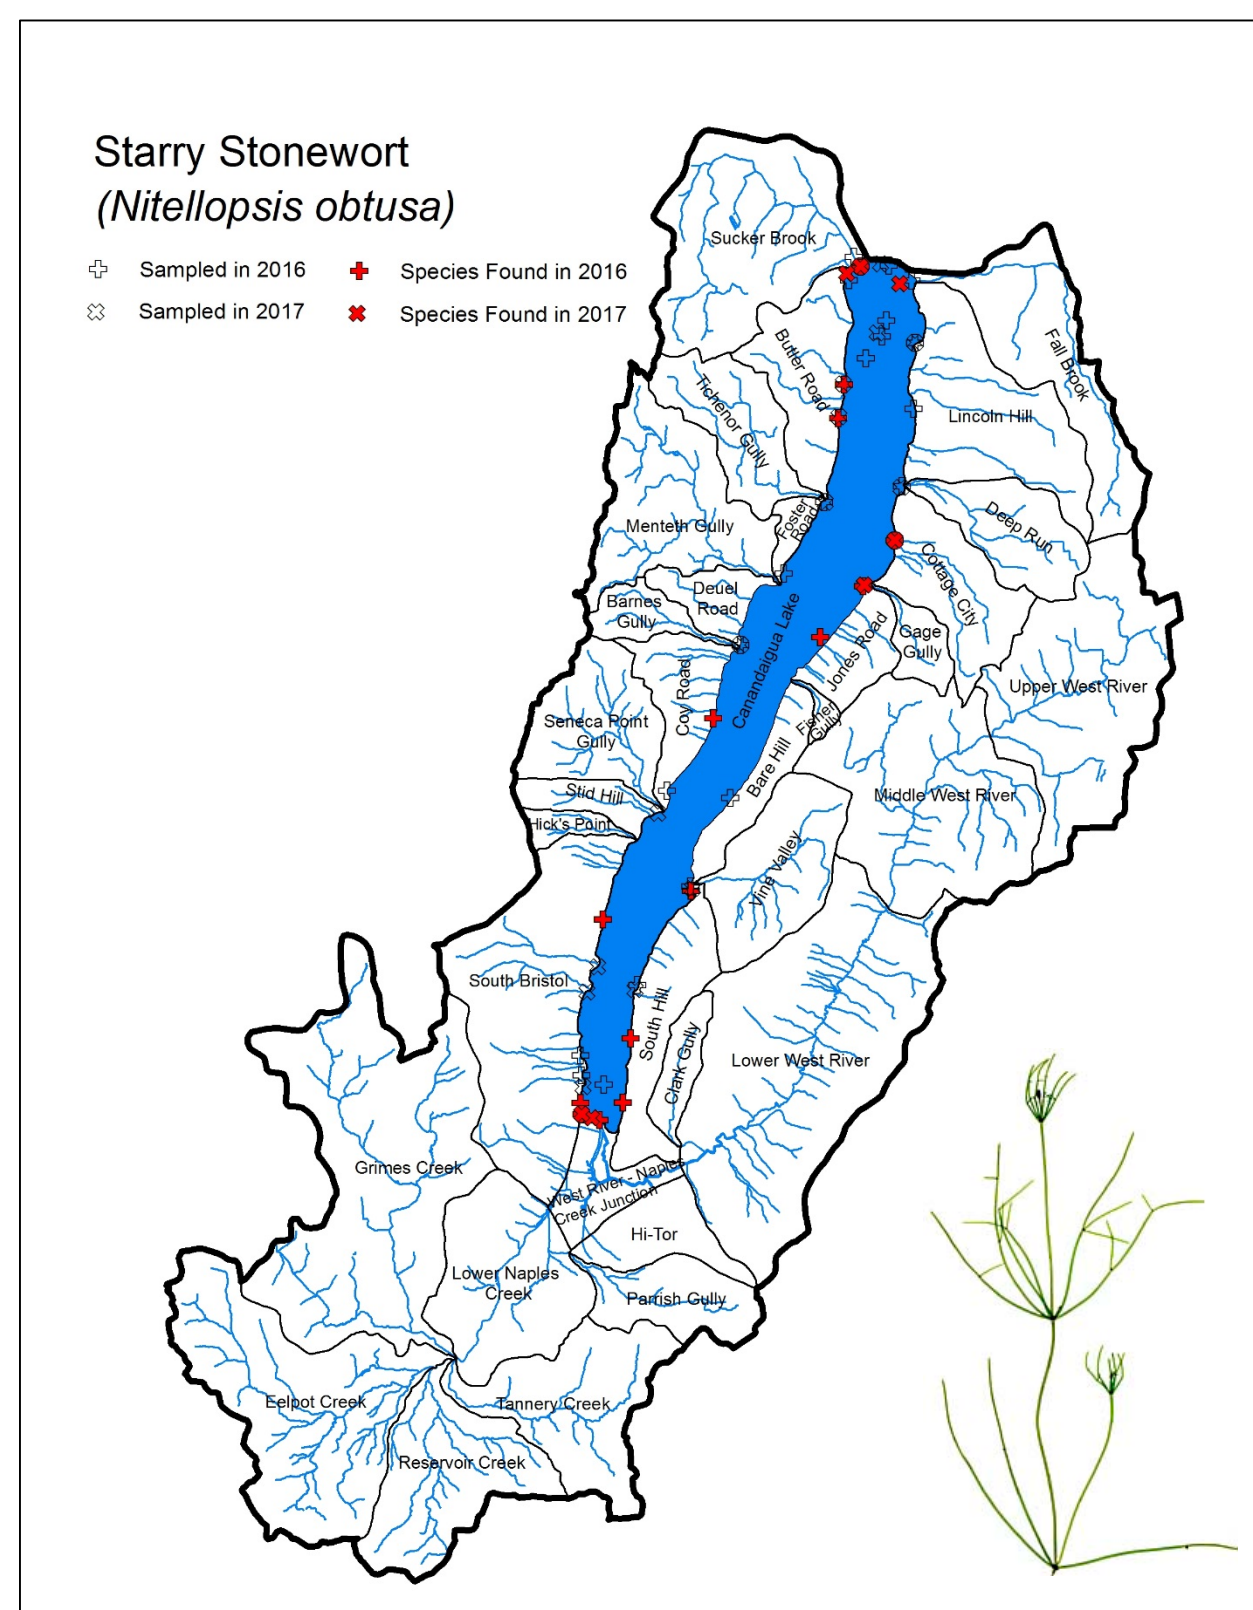 Starry Stonewort
(Nitellopsis obtusa)
Sampled in 2016
Species Found in 2016
Sampled in 2017
Species Found in 2017
Sucker Brook
Butler Road
Fall Brook
Tichenor Gully
Lincoln Hill
Foster
Road
Menteth Gully
Deep Run
Cottage City
Deuel
Road
Barnes
Gully
Canandaigua Lake
Gage
Gully
Jones Road
Coy Road
Upper West River
Seneca Point
Gully
Fisher
Gully
Bare Hill
Stid Hill
Middle West River
Hick's Point
Vine Valley
South Bristol
South Hill
Clark Gully
Lower West River
Grimes Creek
West River - Naples
Creek Junction
Hi-Tor
Lower Naples
Creek
Parrish Gully
Eelpot Creek
Tannery Creek
Reservoir Creek